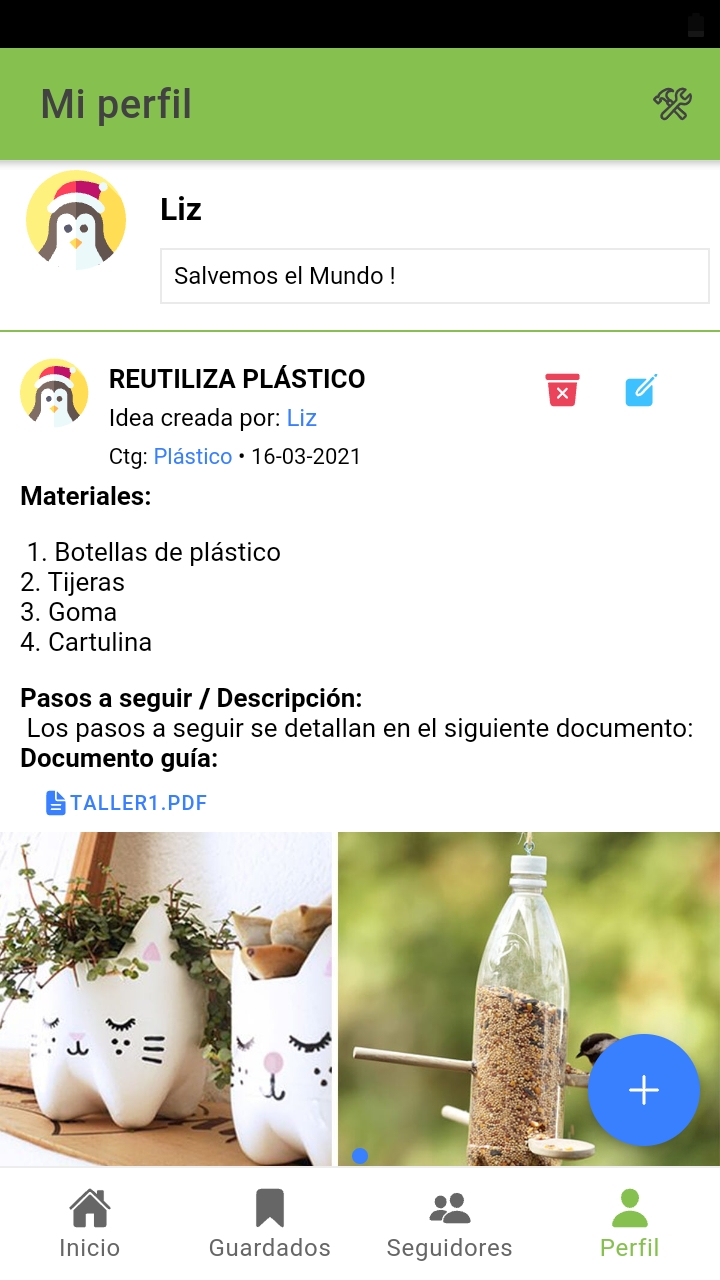 Mi perfil
Liz
Salvemos el Mundo !
REUTILIZA PLÁSTICO
Idea creada por: Liz
Ctg: Plástico • 16-03-2021
Materiales:
1. Botellas de plástico
2. Tijeras
3. Goma
4. Cartulina
Pasos a seguir / Descripción:
Los pasos a seguir se detallan en el siguiente documento:
Documento guía:
TALLER1.PDF
Inicio
Guardados
Seguidores
Perfil